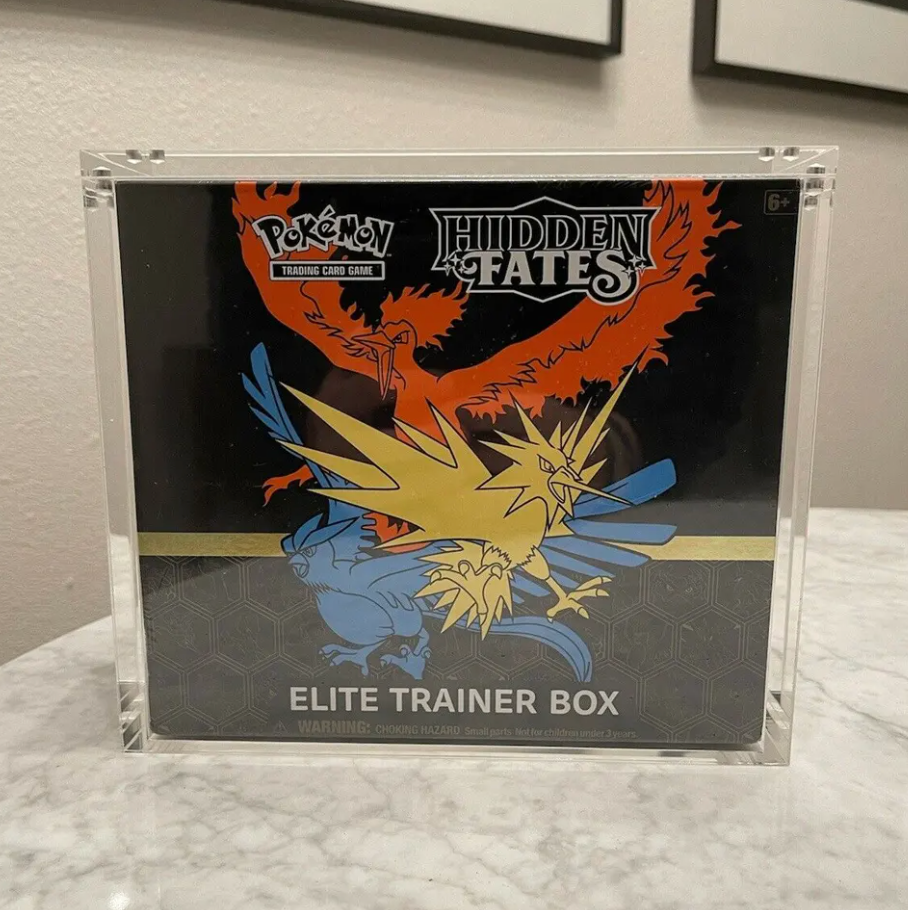 POKéMON
TRADING CARD GAME
HIDDEN
FATES
6+
ELITE TRAINER BOX
WARNING: CHOKING HAZARD Small parts Not for children under 3 years.